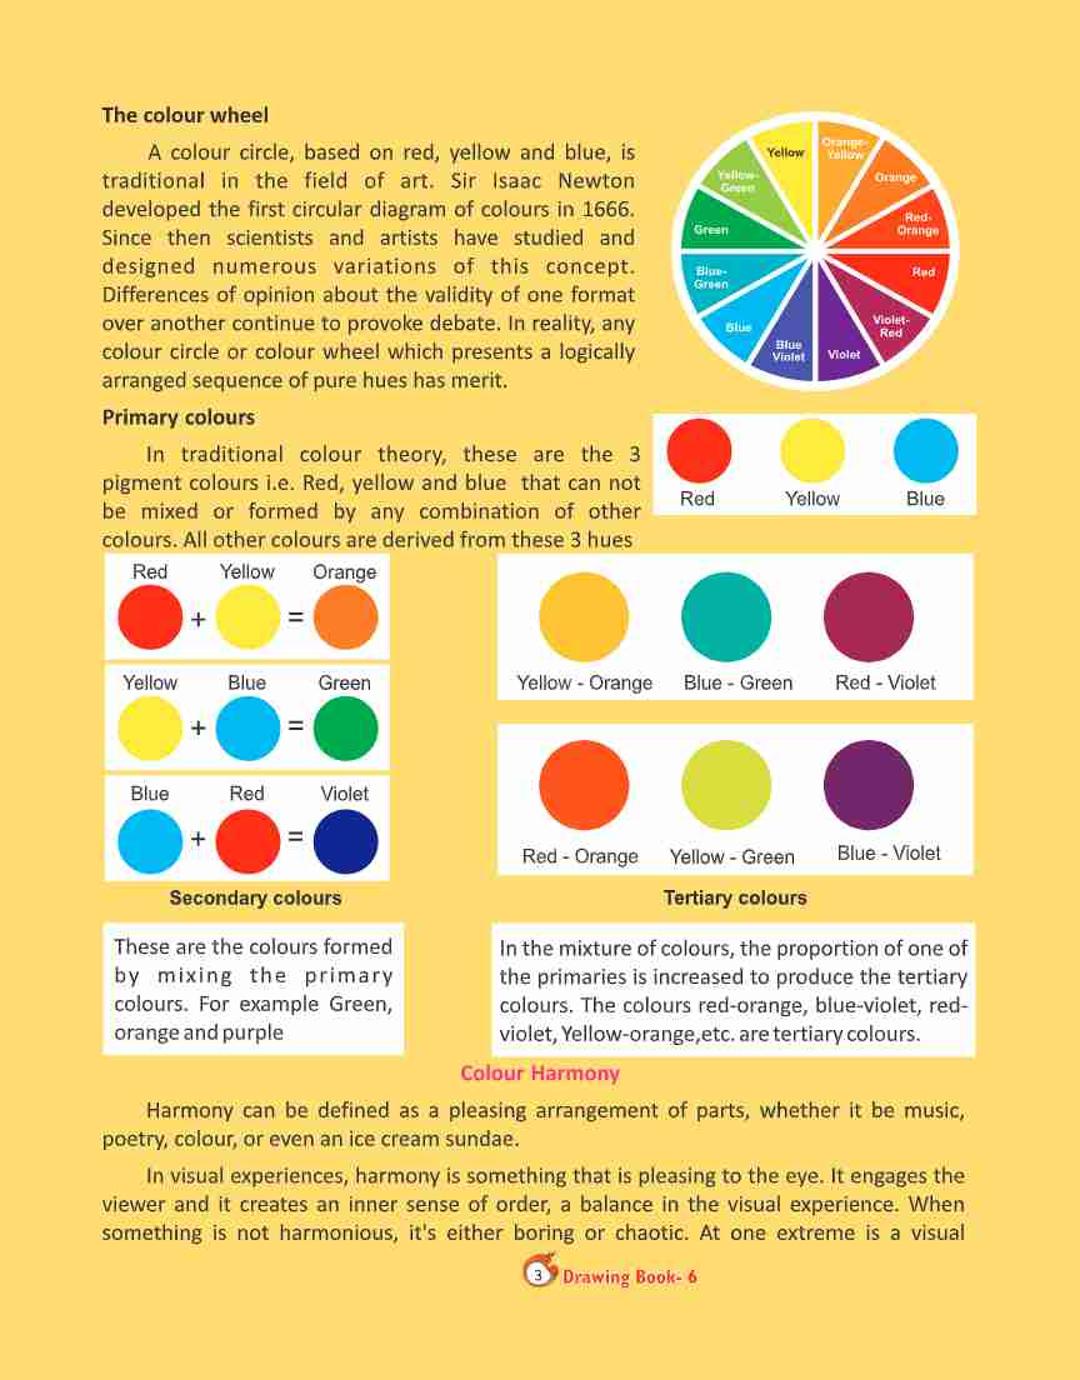 The colour wheel
A colour circle, based on red, yellow and blue, is
traditional in the field of art. Sir Isaac Newton
developed the first circular diagram of colours in 1666.
Since then scientists and artists have studied and
designed numerous variations of this concept.
Differences of opinion about the validity of one format
over another continue to provoke debate. In reality, any
colour circle or colour wheel which presents a logically
arranged sequence of pure hues has merit.
Yellow
Orange-
Yellow
Orange
Red-
Orange
Red
Violet-
Red
Violet
Blue
Violet
Blue
Blue-
Green
Green
Yellow-
Green
Primary colours
In traditional colour theory, these are the 3
pigment colours i.e. Red, yellow and blue that can not
be mixed or formed by any combination of other
colours. All other colours are derived from these 3 hues
Red Yellow Blue
Red Yellow Orange
+ =
Yellow Blue Green
+ =
Blue Red Violet
+ =
Secondary colours
These are the colours formed
by mixing the primary
colours. For example Green,
orange and purple
Yellow - Orange Blue - Green Red - Violet
Red - Orange Yellow - Green Blue - Violet
Tertiary colours
In the mixture of colours, the proportion of one of
the primaries is increased to produce the tertiary
colours. The colours red-orange, blue-violet, red-
violet, Yellow-orange,etc. are tertiary colours.
Colour Harmony
Harmony can be defined as a pleasing arrangement of parts, whether it be music,
poetry, colour, or even an ice cream sundae.
In visual experiences, harmony is something that is pleasing to the eye. It engages the
viewer and it creates an inner sense of order, a balance in the visual experience. When
something is not harmonious, it's either boring or chaotic. At one extreme is a visual
3 Drawing Book- 6